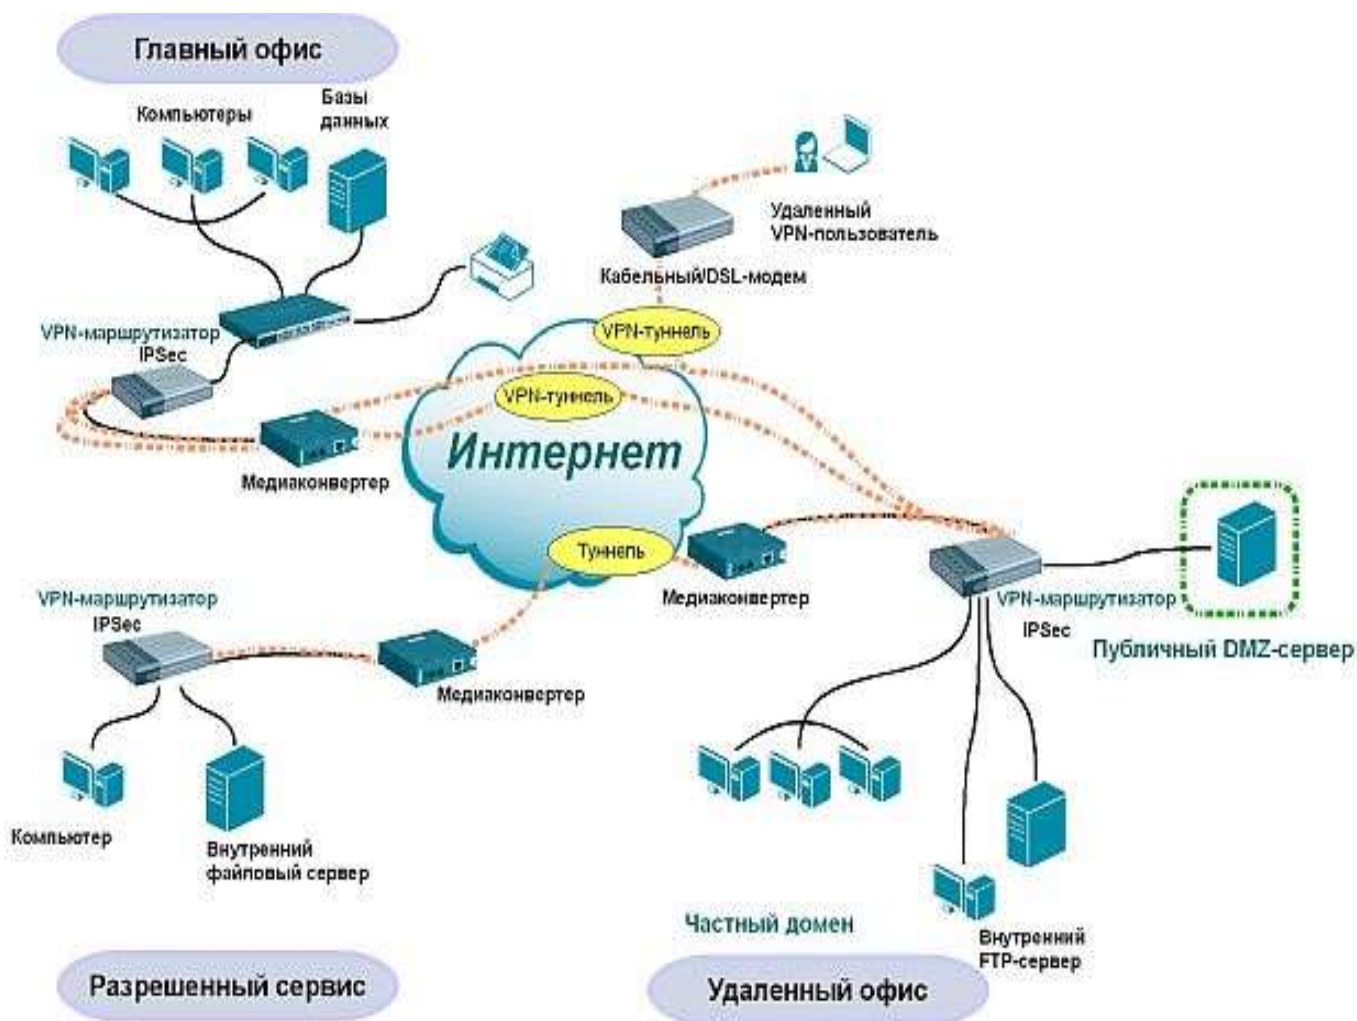 Главный офис
Компьютеры
Базы
данных
Удаленный
VPN-пользователь
Кабельный/DSL-модем
VPN-маршрутизатор
IPSec
VPN-туннель
VPN-туннель
Интернет
Медиаконвертер
Туннель
Медиаконвертер
VPN-маршрутизатор
IPSec
VPN-маршрутизатор
IPSec
Публичный DMZ-сервер
Медиаконвертер
Компьютер
Внутренний
файловый сервер
Частный домен
Внутренний
FTP-сервер
Разрешенный сервис
Удаленный офис